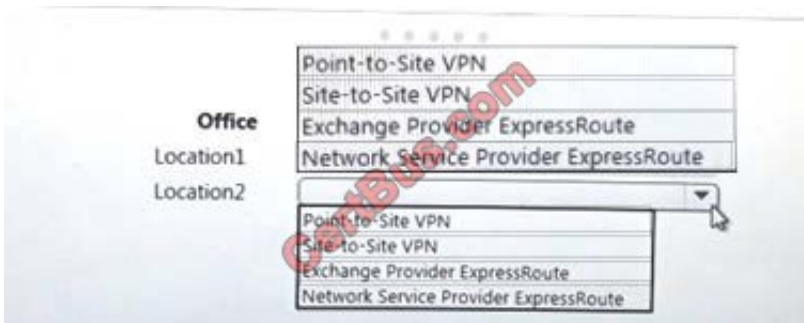 Point-to-Site VPN
Site-to-Site VPN
Office
Exchange Provider ExpressRoute
Location1
Network Service Provider ExpressRoute
Location2
Point-to-Site VPN
Site-to-Site VPN
Exchange Provider ExpressRoute
Network Service Provider ExpressRoute
CertBus.com